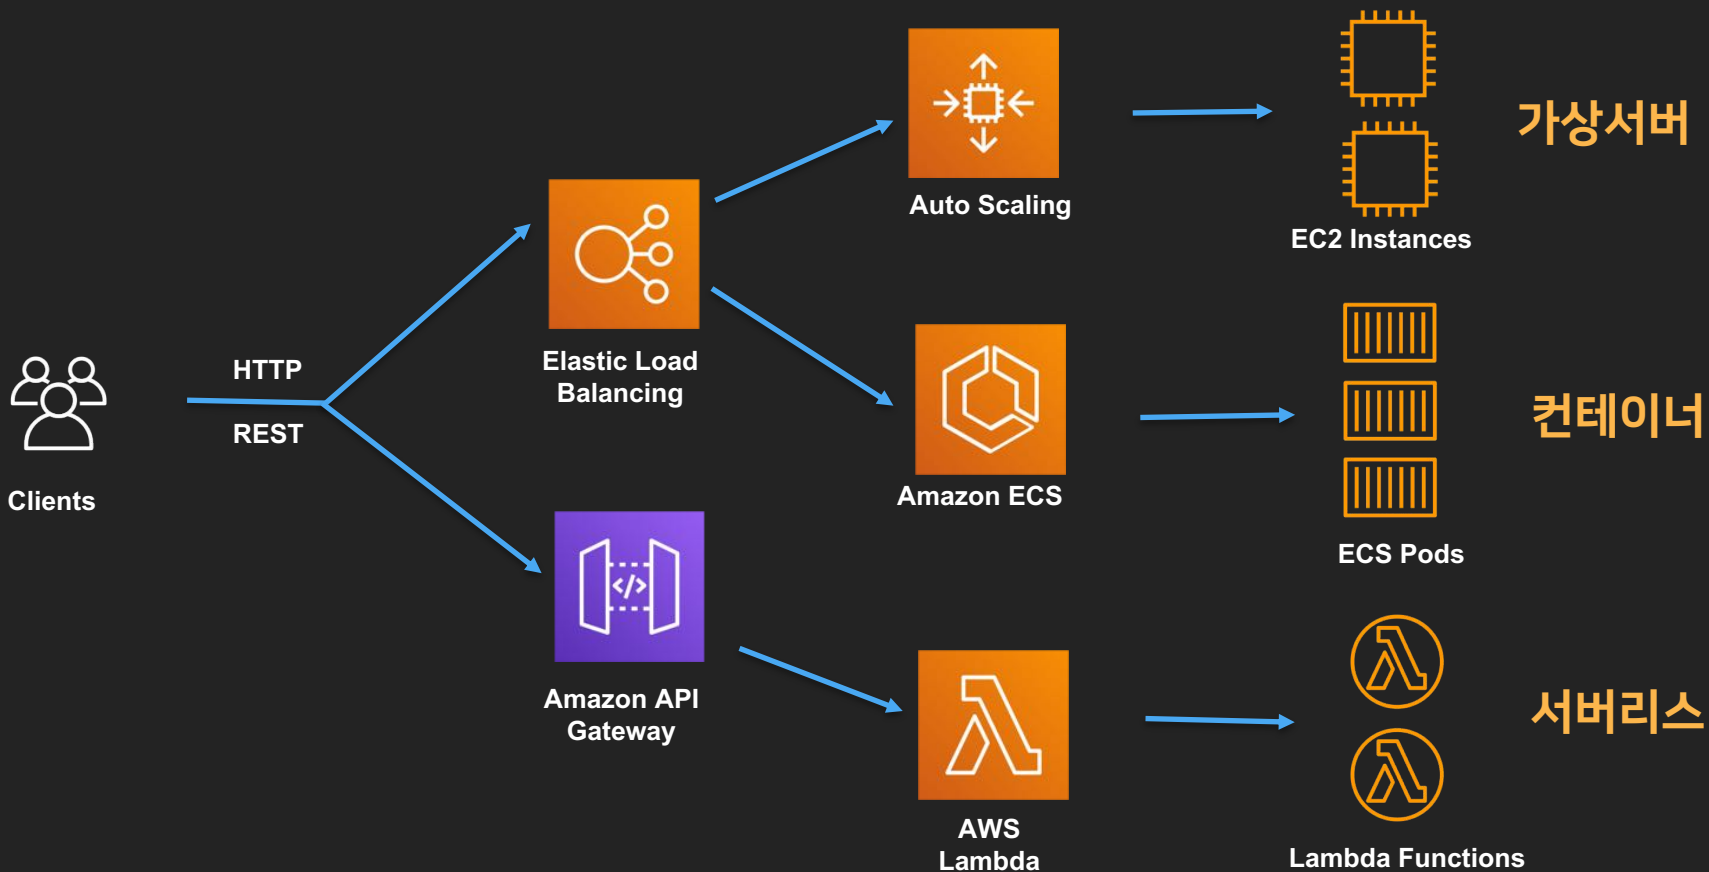 Clients
HTTP
REST
Elastic Load
Balancing
Amazon API
Gateway
Auto Scaling
Amazon ECS
AWS
Lambda
EC2 Instances
가상서버
ECS Pods
컨테이너
Lambda Functions
서버리스